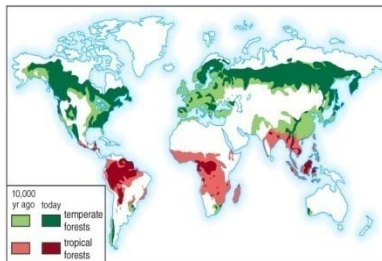 10,000
yr ago
today
temperate
forests
tropical
forests